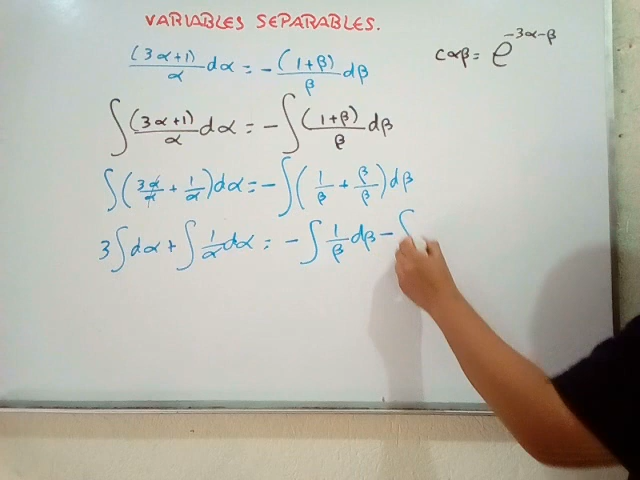 VARIABLES SEPARABLES.
(3α+1)/α dα = -(1+β)/β dβ
cαβ = e^{-3α-β}
∫(3α+1)/α dα = -∫(1+β)/β dβ
∫(3α/α + 1/α)dα = -∫(1/β + β/β)dβ
3∫dα + ∫1/α dα = -∫1/β dβ - ∫